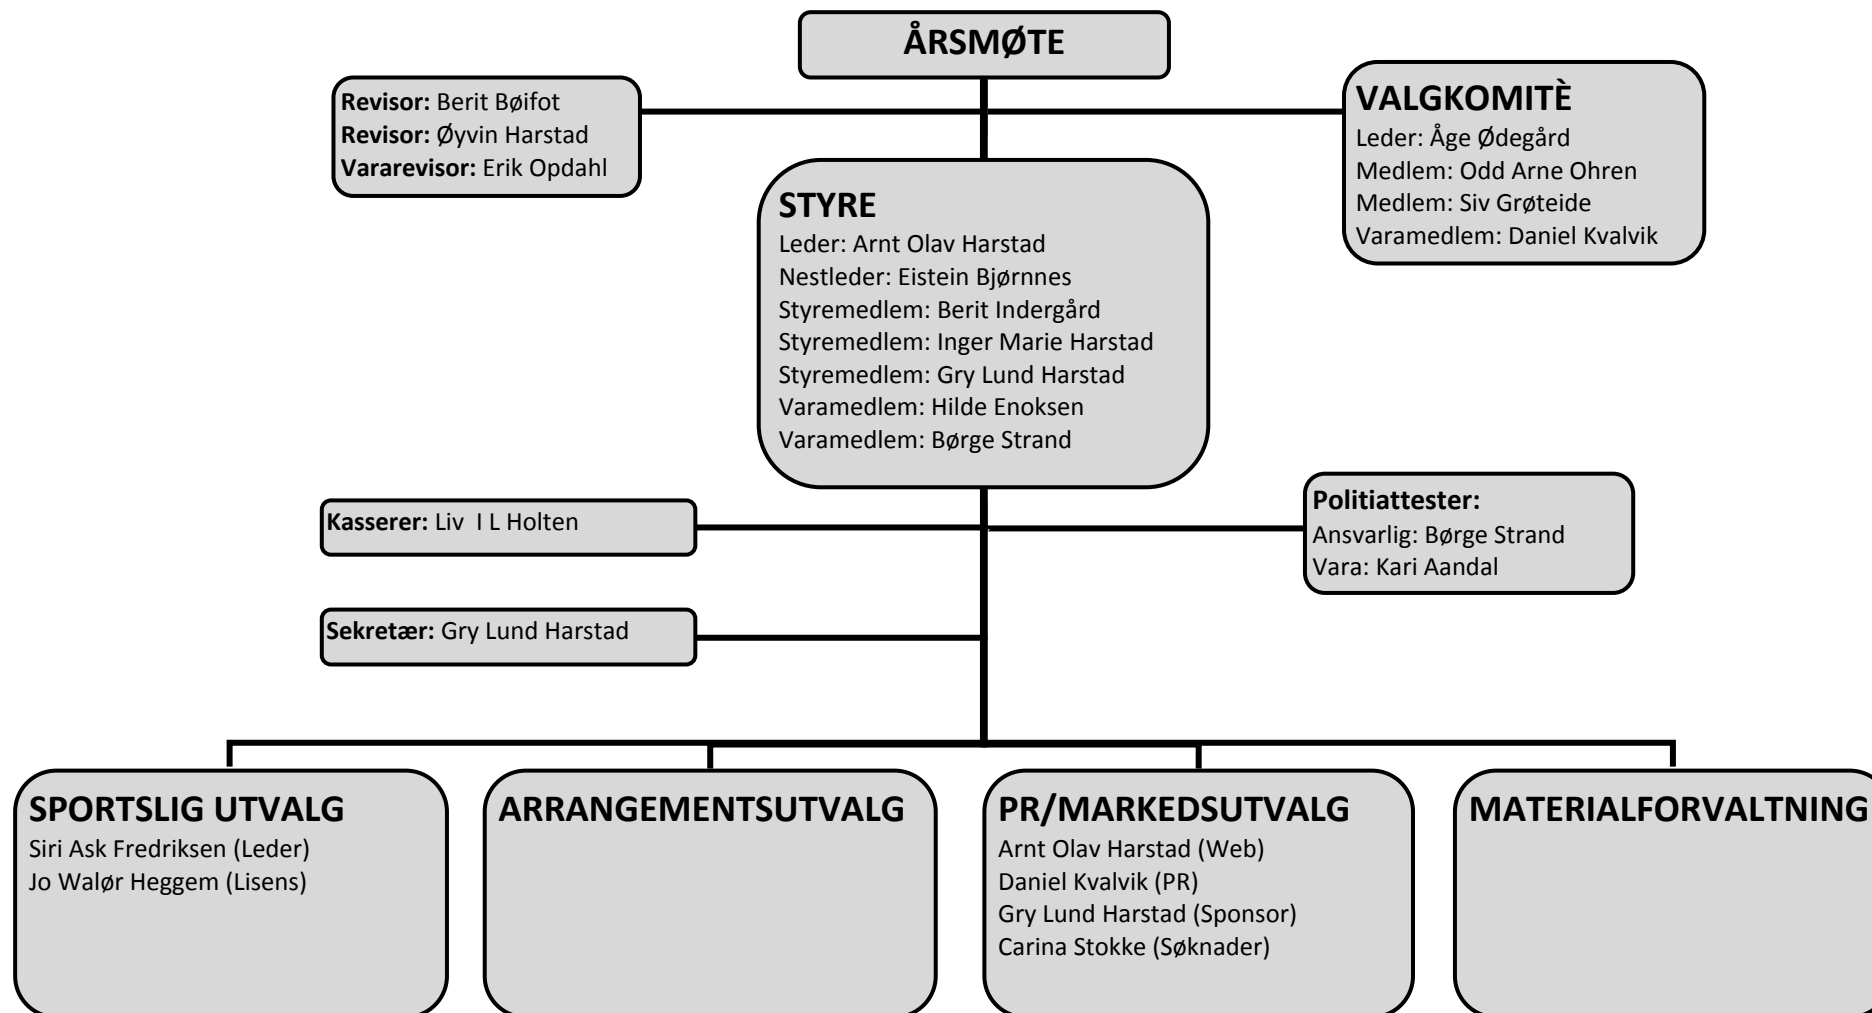 ÅRSMØTE
Revisor: Berit Bøifot
Revisor: Øyvin Harstad
Vararevisor: Erik Opdahl
VALGKOMITÈ
Leder: Åge Ødegård
Medlem: Odd Arne Ohren
Medlem: Siv Grøteide
Varamedlem: Daniel Kvalvik
STYRE
Leder: Arnt Olav Harstad
Nestleder: Eistein Bjørnnes
Styremedlem: Berit Indergård
Styremedlem: Inger Marie Harstad
Styremedlem: Gry Lund Harstad
Varamedlem: Hilde Enoksen
Varamedlem: Børge Strand
Kasserer: Liv I L Holten
Politiattester:
Ansvarlig: Børge Strand
Vara: Kari Aandal
Sekretær: Gry Lund Harstad
SPORTSLIG UTVALG
Siri Ask Fredriksen (Leder)
Jo Walør Heggem (Lisens)
ARRANGEMENTSUTVALG
PR/MARKEDSUTVALG
Arnt Olav Harstad (Web)
Daniel Kvalvik (PR)
Gry Lund Harstad (Sponsor)
Carina Stokke (Søknader)
MATERIALFORVALTNING